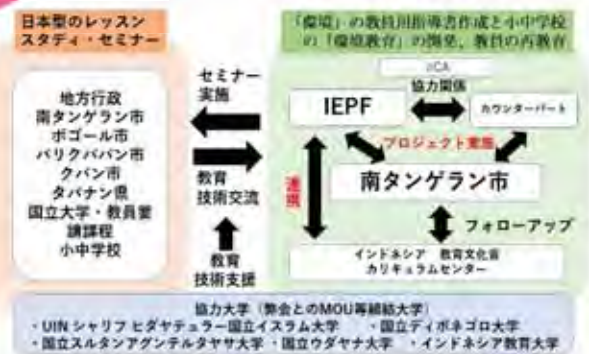 日本型のレッスン
スタディ・セミナー
「環境」の教員用指導書作成と小中学校
の「環境教育」の開発、教員の再教育
地方行政
南タンゲラン市
ボゴール市
バリクパパン市
クパン市
タバナン県
国立大学・教員養
講課程
小中学校
セミナー
実施
教育
技術交流
教育
技術支援
JICA
IEPF
協力関係
カウンターパート
プロジェクト実施
連携
南タンゲラン市
フォローアップ
インドネシア 教育文化省
カリキュラムセンター
協力大学（弊会とのMOU等締結大学）
・UIN シャリフ ヒダヤテュラー国立イスラム大学 ・国立ディポネゴロ大学
・国立スルタンアグンテルタヤサ大学 ・国立ウダヤナ大学 ・インドネシア教育大学